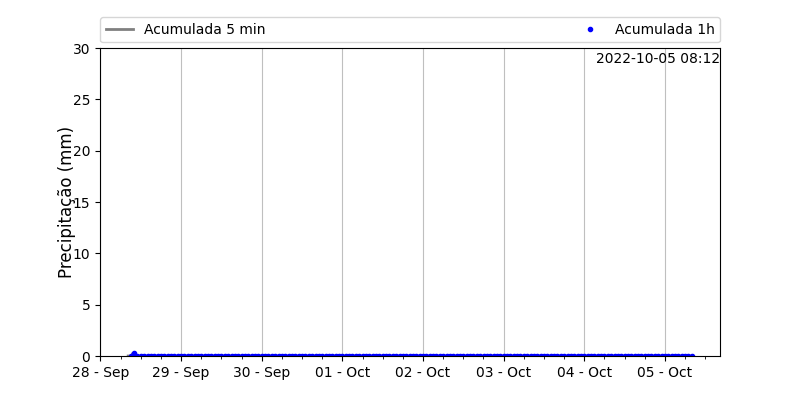 Acumulada 5 min
Acumulada 1h
2022-10-05 08:12
Precipitação (mm)
30
25
20
15
10
5
0
28 - Sep
29 - Sep
30 - Sep
01 - Oct
02 - Oct
03 - Oct
04 - Oct
05 - Oct